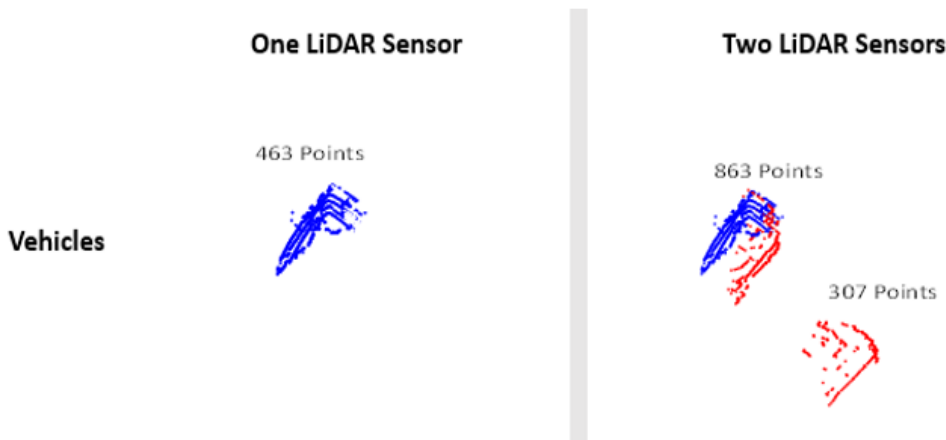 One LiDAR Sensor
Two LiDAR Sensors
463 Points
863 Points
Vehicles
307 Points